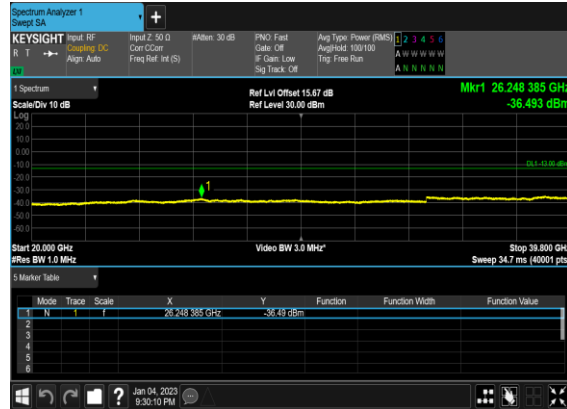 Spectrum Analyzer 1
Swept SA
+
KEYSIGHT Input: RF Input Z: 50 Ω #Atten: 30 dB PNO: Fast Avg Type: Power (RMS) 1 2 3 4 5 6
R T Coupling: DC Corr CCorr Gate: Off Avg|Hold: 100/100 A W W W W W
Align: Auto Freq Ref: Int (S) IF Gain: Low Trig: Free Run
Sig Track: Off A N N N N N
1 Spectrum Ref Lvl Offset 15.67 dB Mkr1 26.248 385 GHz
Scale/Div 10 dB Ref Level 30.00 dBm -36.493 dBm
Log
20.0
10.0
0.00
-10.0 DL1 -13.00 dBm
-20.0
-30.0 1
-40.0
-50.0
-60.0
Start 20.000 GHz Video BW 3.0 MHz* Stop 39.800 GHz
#Res BW 1.0 MHz Sweep 34.7 ms (40001 pts)
5 Marker Table
Mode Trace Scale X Y Function Function Width Function Value
1 N 1 f 26.248 385 GHz -36.49 dBm
2
3
4
5
6
? Jan 04, 2023
9:30:10 PM